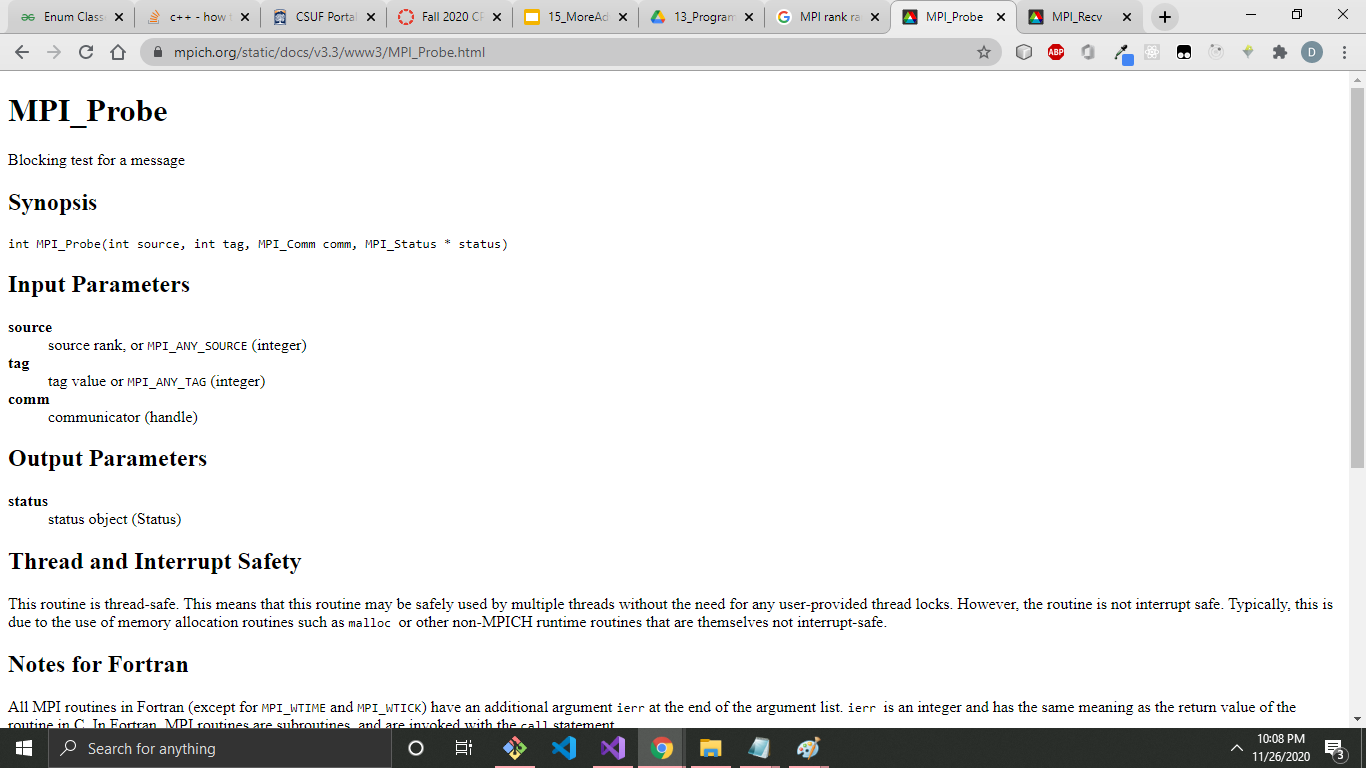 Enum Class
c++ - how t
CSUF Portal
Fall 2020 CP
15_MoreAd
13_Program
MPI rank ra
MPI_Probe
MPI_Recv
mpich.org/static/docs/v3.3/www3/MPI_Probe.html
ABP
D
MPI_Probe
Blocking test for a message
Synopsis
int MPI_Probe(int source, int tag, MPI_Comm comm, MPI_Status * status)
Input Parameters
source
source rank, or MPI_ANY_SOURCE (integer)
tag
tag value or MPI_ANY_TAG (integer)
comm
communicator (handle)
Output Parameters
status
status object (Status)
Thread and Interrupt Safety
This routine is thread-safe. This means that this routine may be safely used by multiple threads without the need for any user-provided thread locks. However, the routine is not interrupt safe. Typically, this is
due to the use of memory allocation routines such as malloc or other non-MPICH runtime routines that are themselves not interrupt-safe.
Notes for Fortran
All MPI routines in Fortran (except for MPI_WTIME and MPI_WTICK) have an additional argument ierr at the end of the argument list. ierr is an integer and has the same meaning as the return value of the
routine in C. In Fortran, MPI routines are subroutines, and are invoked with the call statement.
Search for anything
10:08 PM
11/26/2020
3